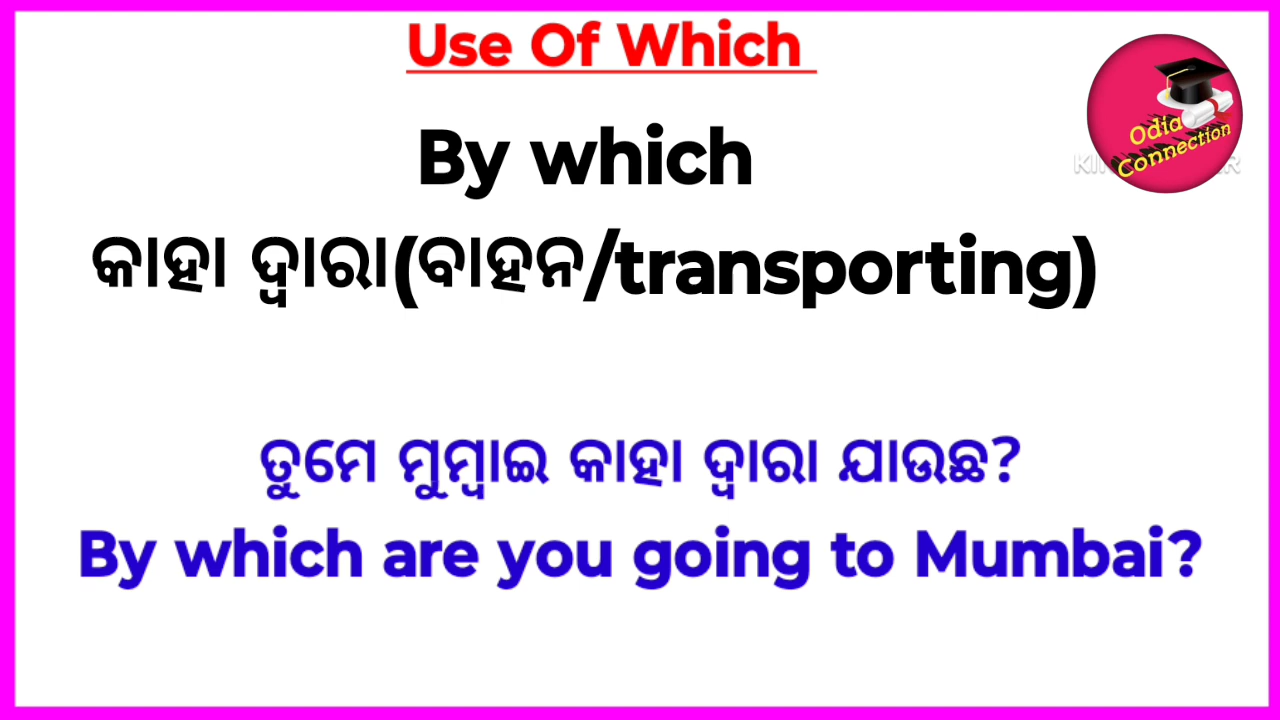 Use Of Which
By which
କାହା ଦ୍ୱାରା(ବାହନ/transporting)
ତୁମେ ମୁମ୍ବାଇ କାହା ଦ୍ୱାରା ଯାଉଛ?
By which are you going to Mumbai?
Odia
Connection